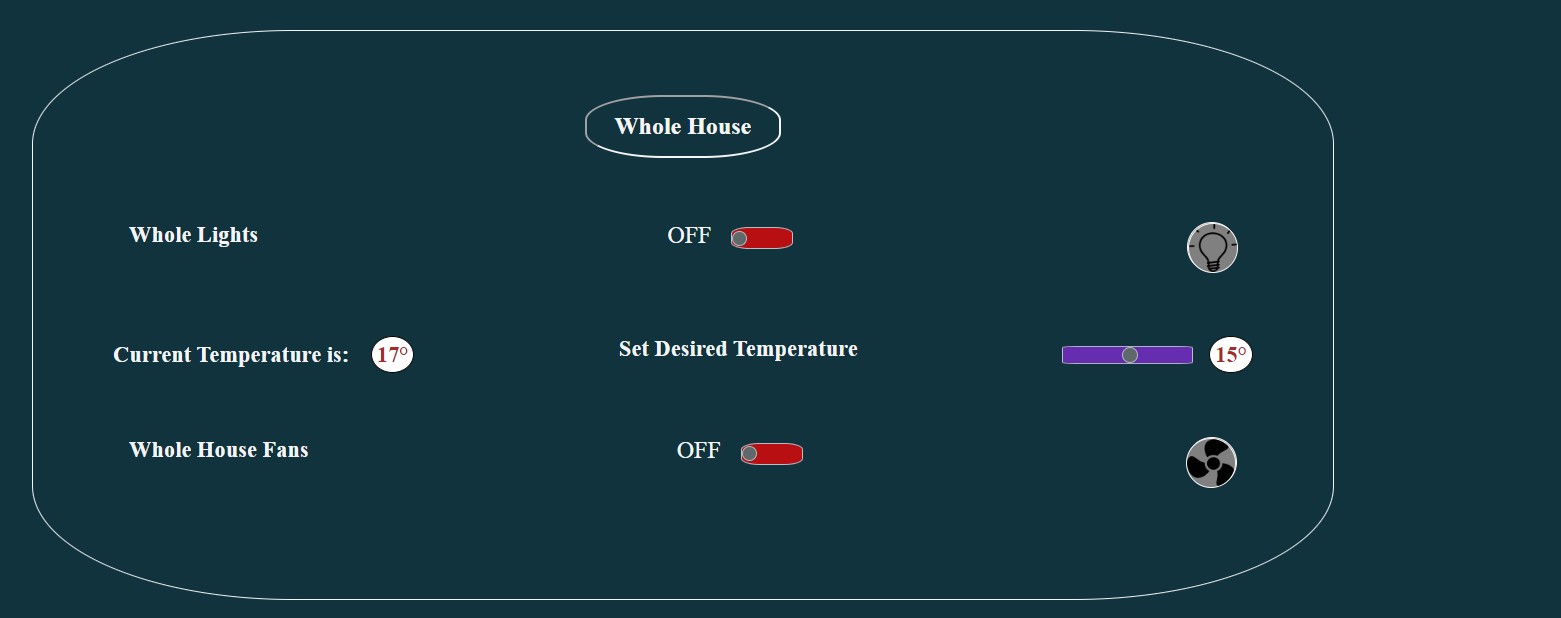 Whole House
Whole Lights OFF
Current Temperature is: 17° Set Desired Temperature 15°
Whole House Fans OFF